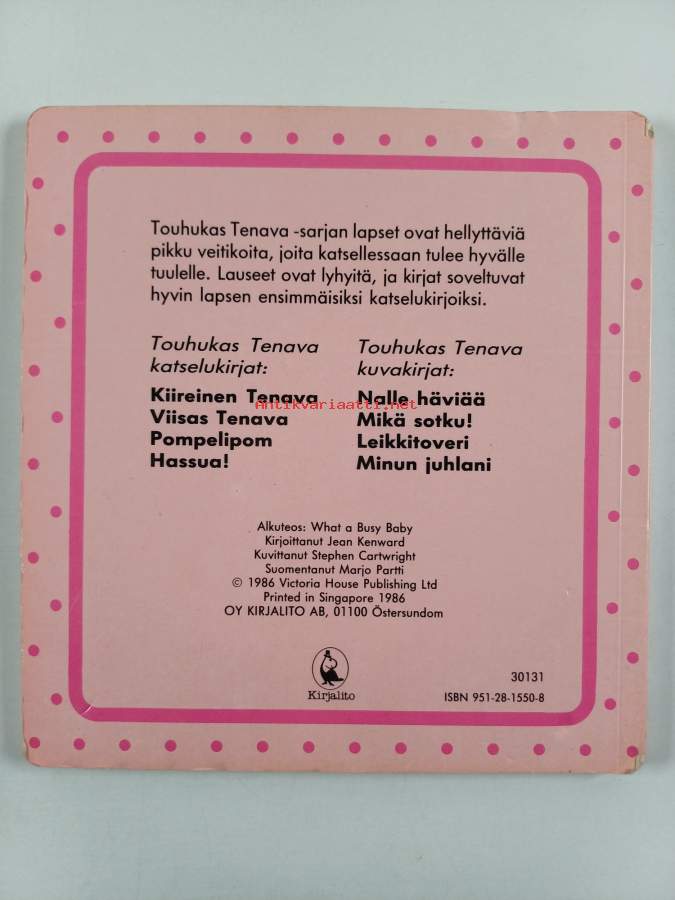 Touhukas Tenava -sarjan lapset ovat hellyttäviä
pikku veitikoita, joita katsellessaan tulee hyvälle
tuulelle. Lauseet ovat lyhyitä, ja kirjat soveltuvat
hyvin lapsen ensimmäisiksi katselukirjoiksi.
Touhukas Tenava
katselukirjat:
Kiireinen Tenava
Viisas Tenava
Pompelipom
Hassua!
Touhukas Tenava
kuvakirjat:
Nalle häviää
Mikä sotku!
Leikkitoveri
Minun juhlani
Antikvariaatti.net
Alkuteos: What a Busy Baby
Kirjoittanut Jean Kenward
Kuvittanut Stephen Cartwright
Suomentanut Marjo Partti
© 1986 Victoria House Publishing Ltd
Printed in Singapore 1986
OY KIRJALITO AB, 01100 Östersundom
Kirjalito
30131
ISBN 951-28-1550-8